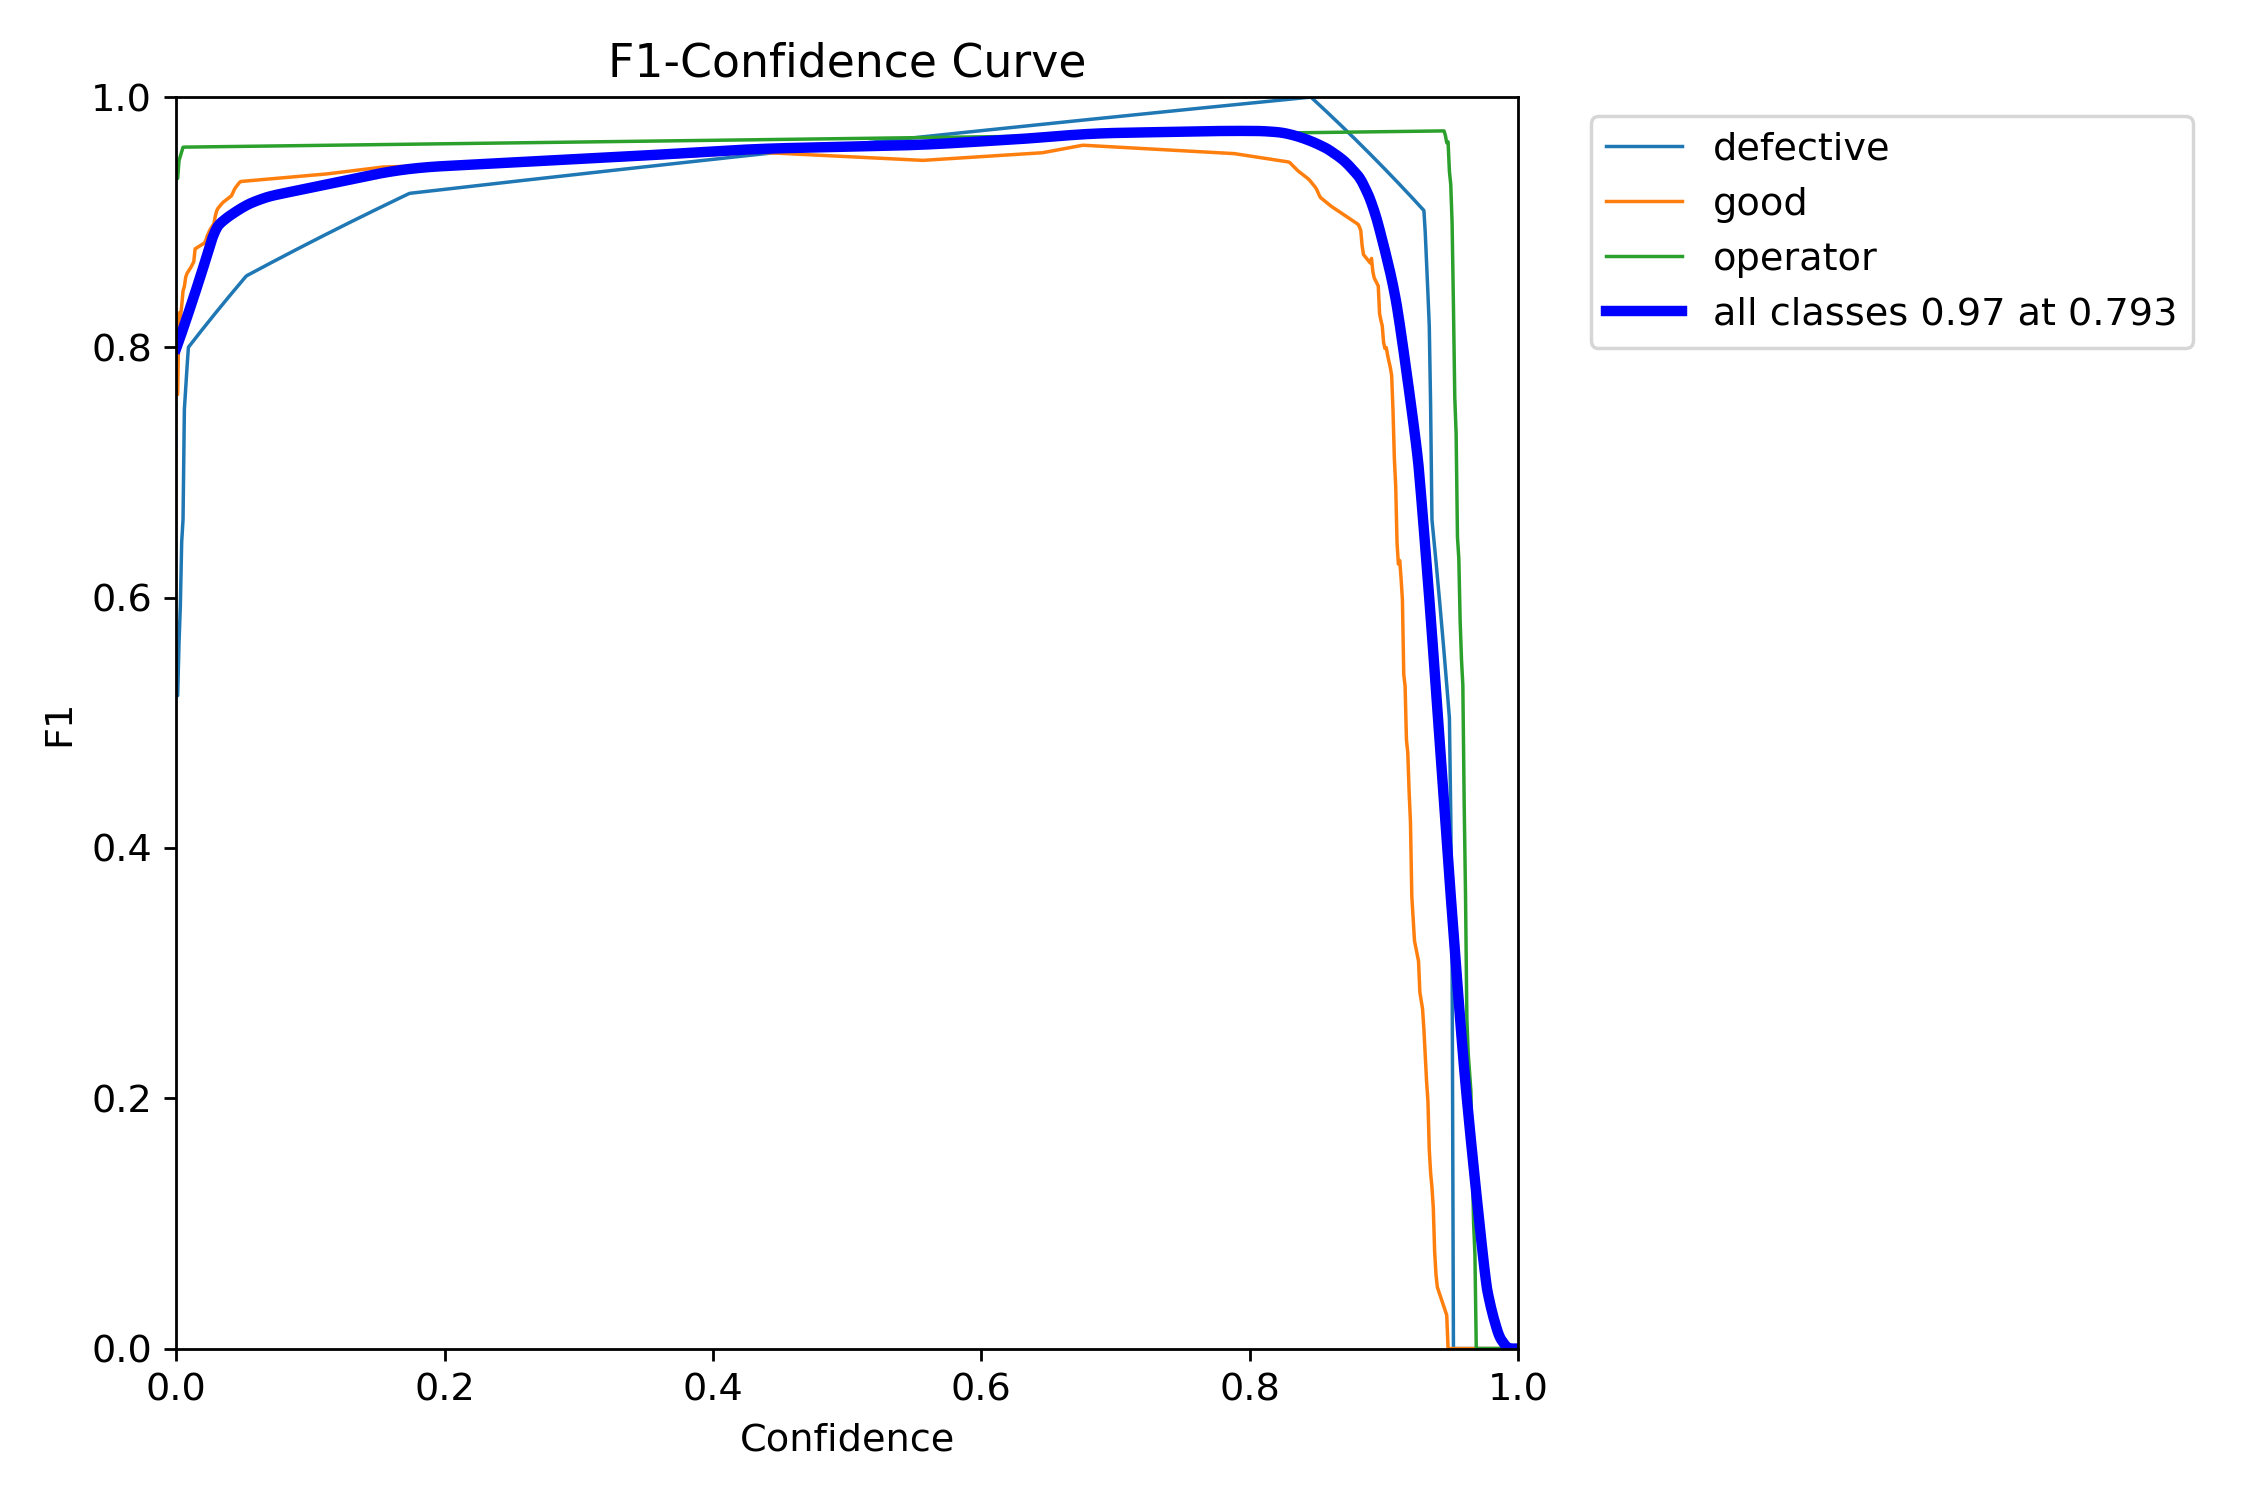 F1-Confidence Curve
1.0
0.8
0.6
0.4
0.2
0.0
F1
0.0 0.2 0.4 0.6 0.8 1.0
Confidence
defective
good
operator
all classes 0.97 at 0.793